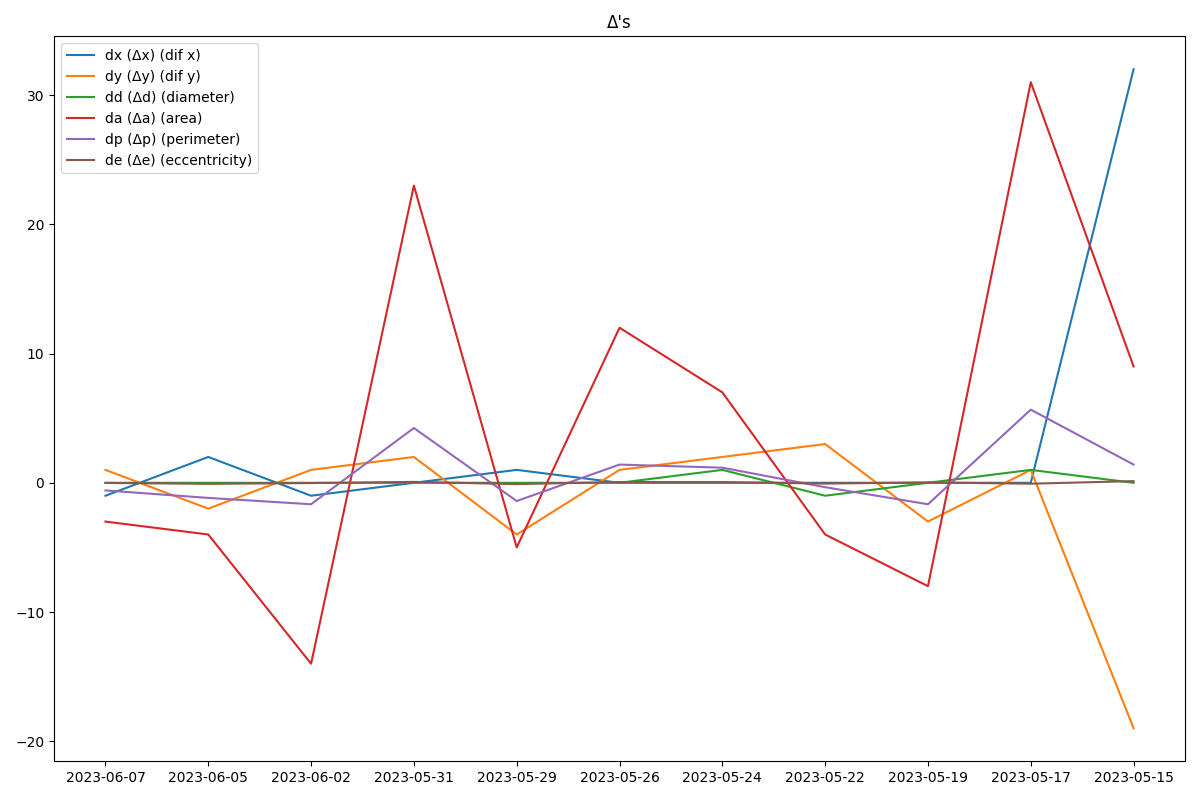 Δ's
dx (Δx) (dif x)
dy (Δy) (dif y)
dd (Δd) (diameter)
da (Δa) (area)
dp (Δp) (perimeter)
de (Δe) (eccentricity)
30
20
10
0
−10
−20
2023-06-07 2023-06-05 2023-06-02 2023-05-31 2023-05-29 2023-05-26 2023-05-24 2023-05-22 2023-05-19 2023-05-17 2023-05-15